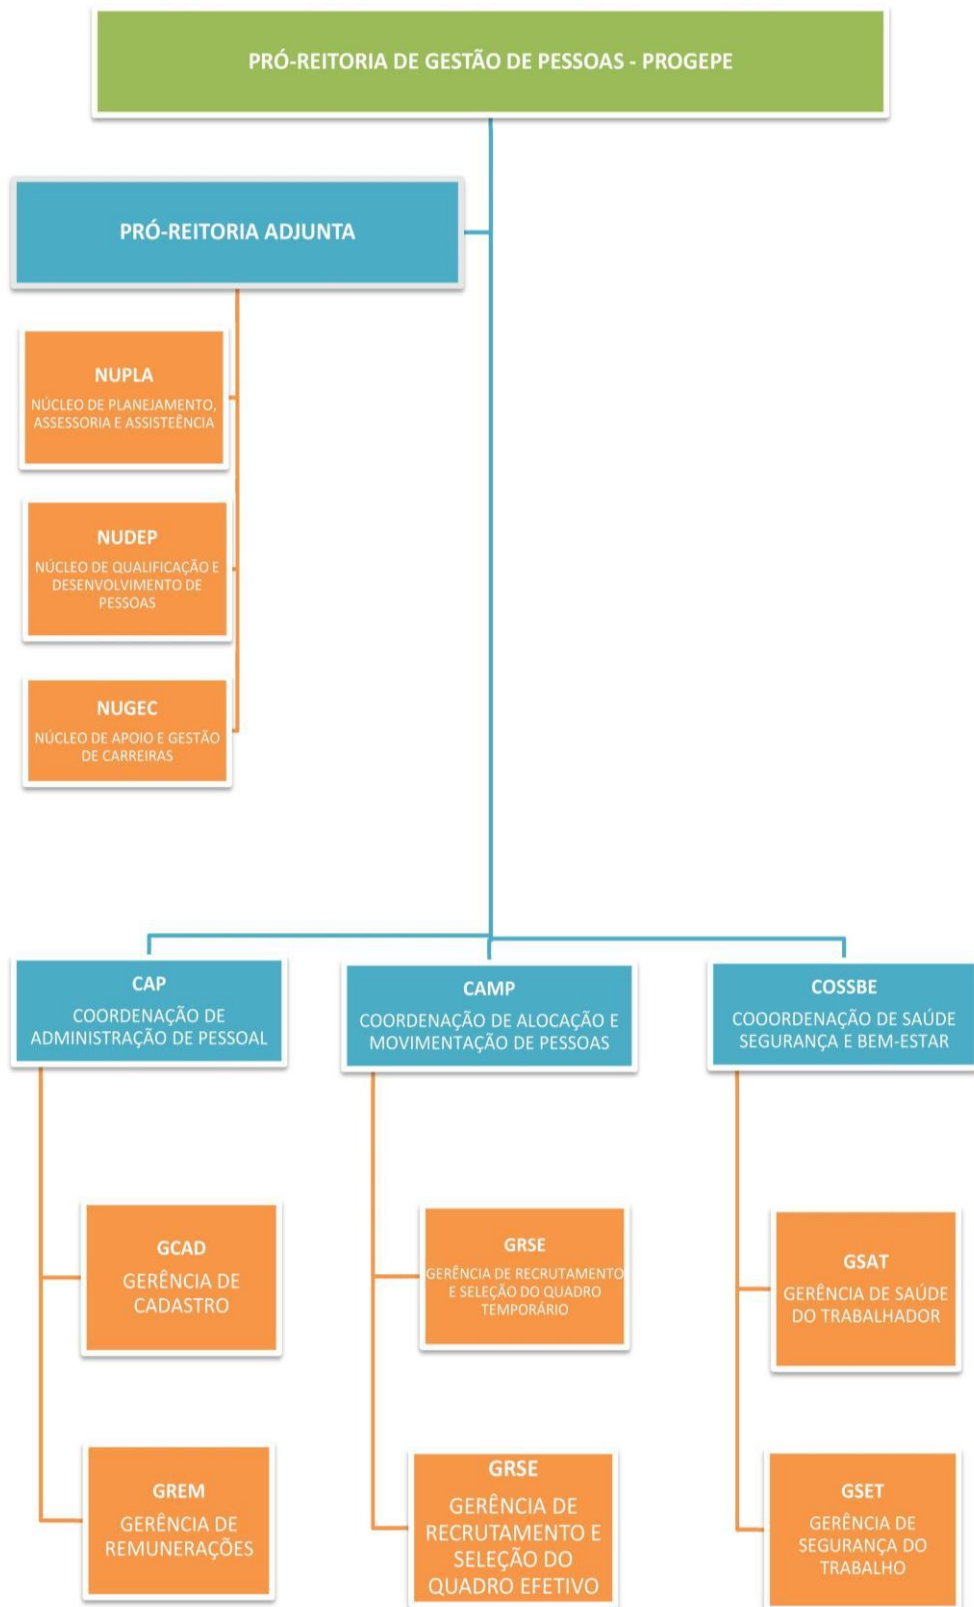 PRÓ-REITORIA DE GESTÃO DE PESSOAS - PROGEPE
PRÓ-REITORIA ADJUNTA
NUPLA
NÚCLEO DE PLANEJAMENTO,
ASSESSORIA E ASSISTEÊNCIA
NUDEP
NÚCLEO DE QUALIFICAÇÃO E
DESENVOLVIMENTO DE
PESSOAS
NUGEC
NÚCLEO DE APOIO E GESTÃO
DE CARREIRAS
CAP
COORDENAÇÃO DE
ADMINISTRAÇÃO DE PESSOAL
CAMP
COORDENAÇÃO DE ALOCAÇÃO E
MOVIMENTAÇÃO DE PESSOAS
COSSBE
COOORDENAÇÃO DE SAÚDE
SEGURANÇA E BEM-ESTAR
GCAD
GERÊNCIA DE
CADASTRO
GRSE
GERÊNCIA DE RECRUTAMENTO
E SELEÇÃO DO QUADRO
TEMPORÁRIO
GSAT
GERÊNCIA DE SAÚDE
DO TRABALHADOR
GREM
GERÊNCIA DE
REMUNERAÇÕES
GRSE
GERÊNCIA DE
RECRUTAMENTO E
SELEÇÃO DO
QUADRO EFETIVO
GSET
GERÊNCIA DE
SEGURANÇA DO
TRABALHO